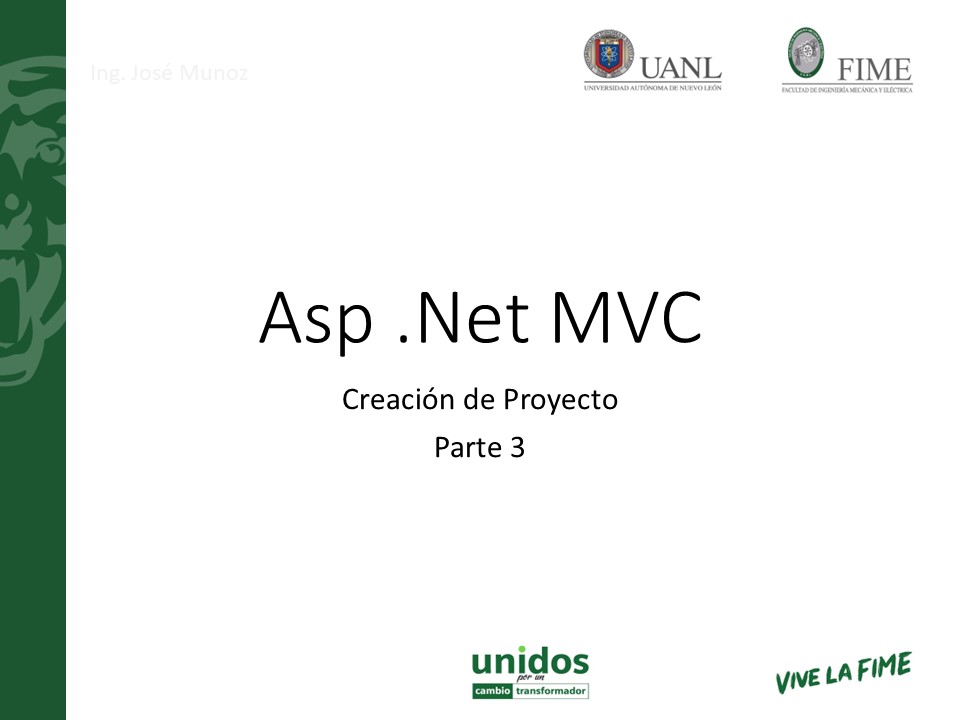 Ing. José Munoz
UANL
UNIVERSIDAD AUTÓNOMA DE NUEVO LEÓN
FIME
FACULTAD DE INGENIERÍA MECÁNICA Y ELÉCTRICA
Asp .Net MVC
Creación de Proyecto
Parte 3
unidos
por un
cambio transformador
VIVE LA FIME